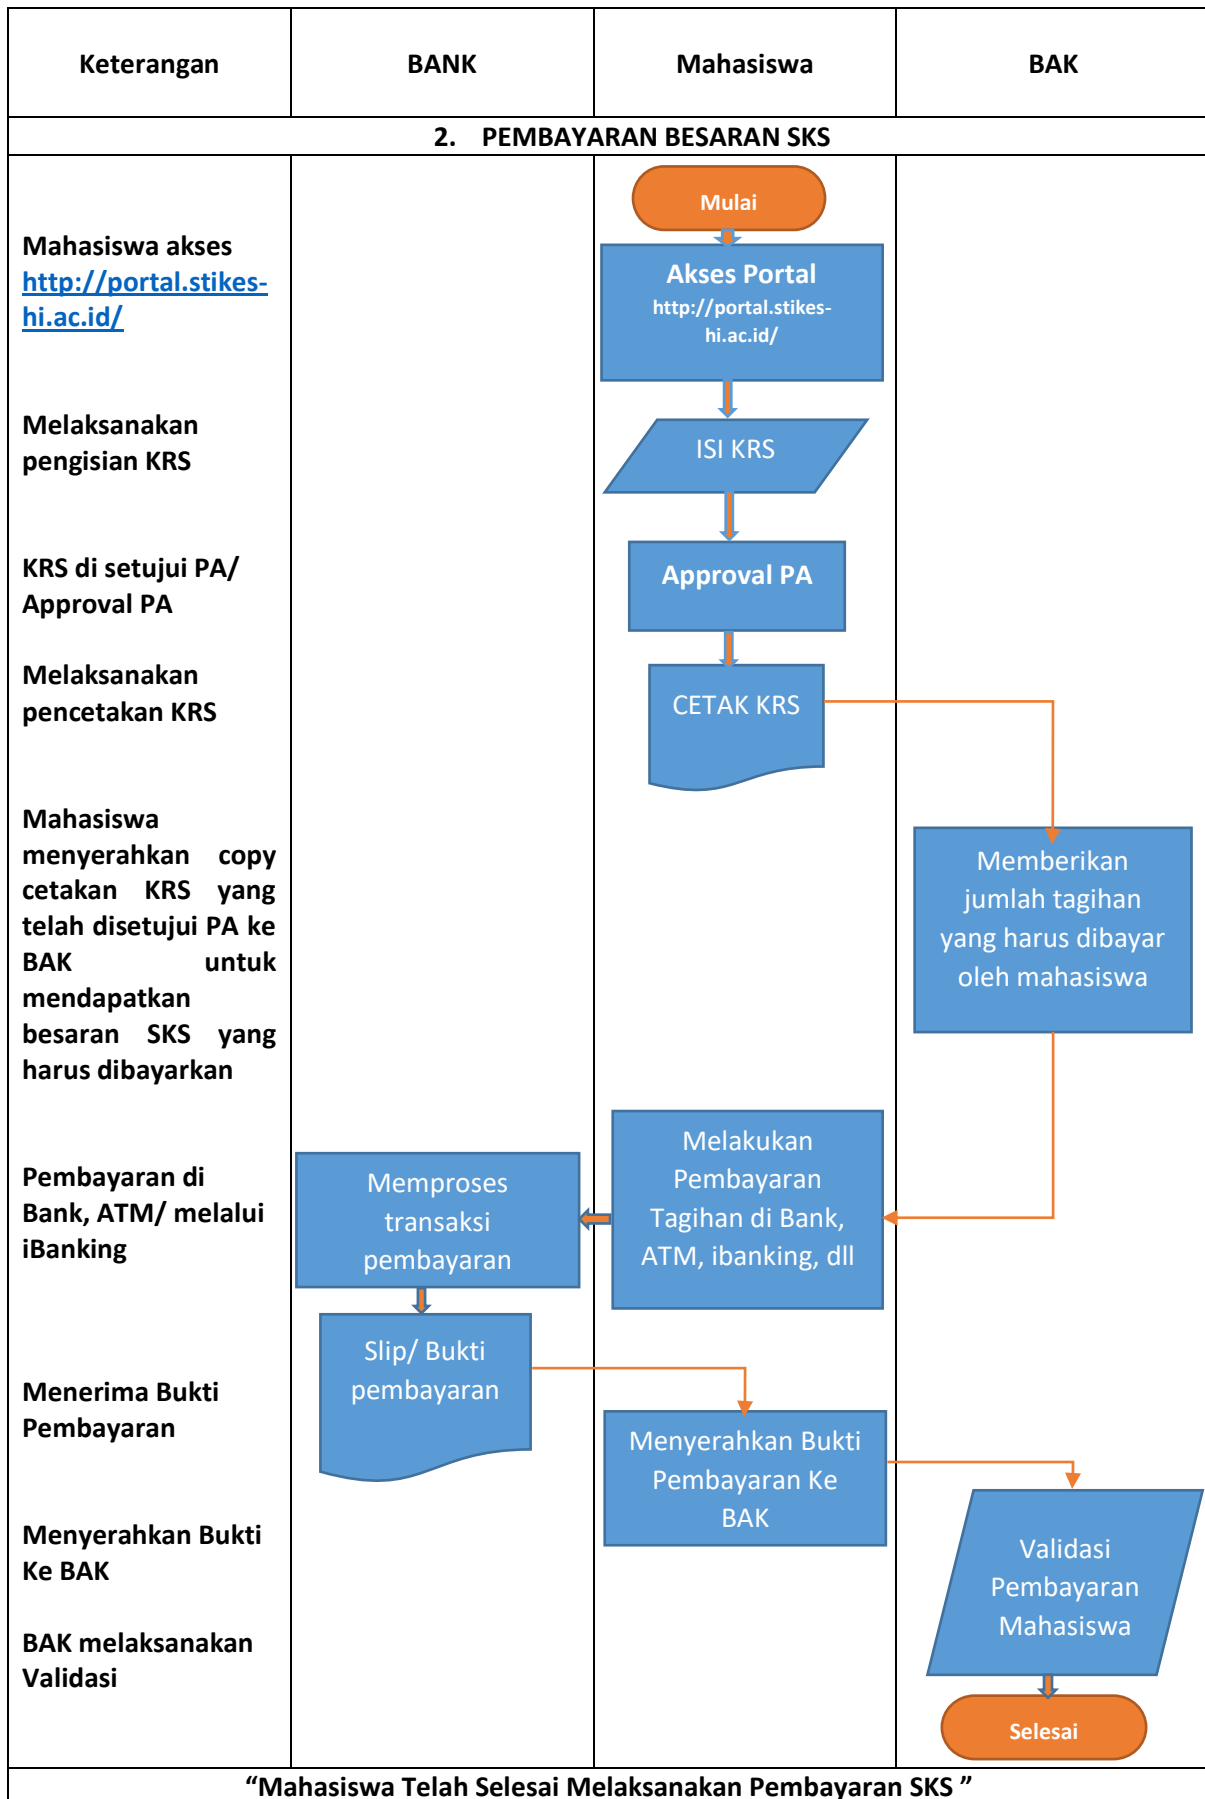 Keterangan
BANK
Mahasiswa
BAK
2. PEMBAYARAN BESARAN SKS
Mulai
Mahasiswa akses
http://portal.stikes-
hi.ac.id/
Akses Portal
http://portal.stikes-
hi.ac.id/
Melaksanakan
pengisian KRS
ISI KRS
KRS di setujui PA/
Approval PA
Approval PA
Melaksanakan
pencetakan KRS
CETAK KRS
Mahasiswa
menyerahkan copy
cetakan KRS yang
telah disetujui PA ke
BAK untuk
mendapatkan
besaran SKS yang
harus dibayarkan
Memberikan
jumlah tagihan
yang harus dibayar
oleh mahasiswa
Pembayaran di
Bank, ATM/ melalui
iBanking
Melakukan
Pembayaran
Tagihan di Bank,
ATM, ibanking, dll
Memproses
transaksi
pembayaran
Slip/ Bukti
pembayaran
Menerima Bukti
Pembayaran
Menyerahkan Bukti
Pembayaran Ke
BAK
Menyerahkan Bukti
Ke BAK
Validasi
Pembayaran
Mahasiswa
BAK melaksanakan
Validasi
Selesai
“Mahasiswa Telah Selesai Melaksanakan Pembayaran SKS ”